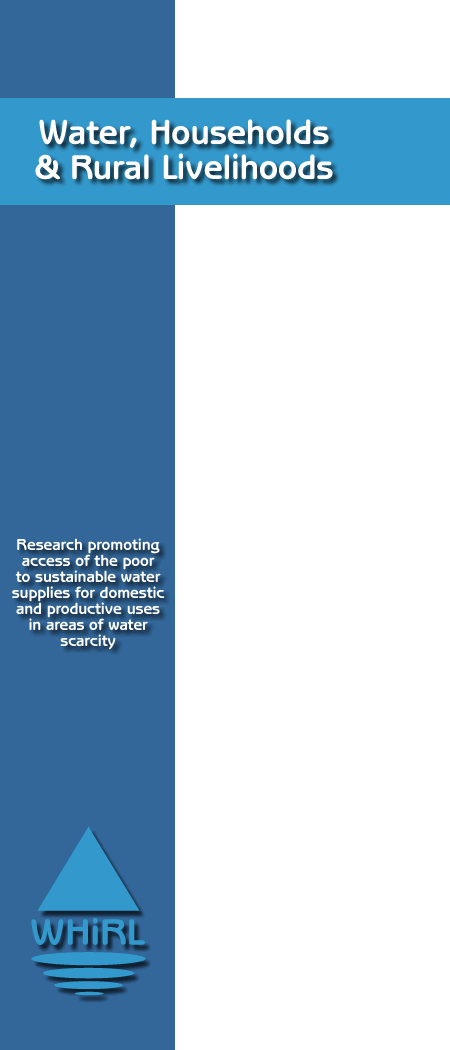 Water, Households
& Rural Livelihoods
Research promoting
access of the poor
to sustainable water
supplies for domestic
and productive uses
in areas of water
scarcity
WHiRL